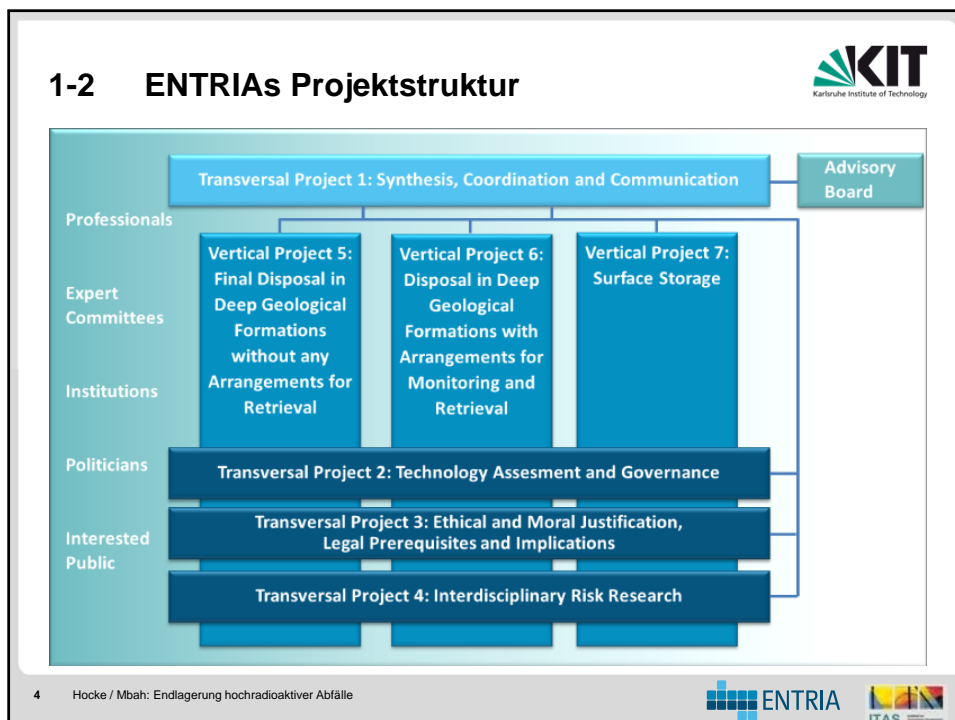 1-2 ENTRIAs Projektstruktur
KIT
Karlsruhe Institute of Technology
Transversal Project 1: Synthesis, Coordination and Communication
Advisory
Board
Professionals
Expert
Committees
Institutions
Politicians
Interested
Public
Vertical Project 5:
Final Disposal in
Deep Geological
Formations
without any
Arrangements for
Retrieval
Vertical Project 6:
Disposal in Deep
Geological
Formations with
Arrangements for
Monitoring and
Retrieval
Vertical Project 7:
Surface Storage
Transversal Project 2: Technology Assesment and Governance
Transversal Project 3: Ethical and Moral Justification,
Legal Prerequisites and Implications
Transversal Project 4: Interdisciplinary Risk Research
4 Hocke / Mbah: Endlagerung hochradioaktiver Abfälle
ENTRIA
ITAS